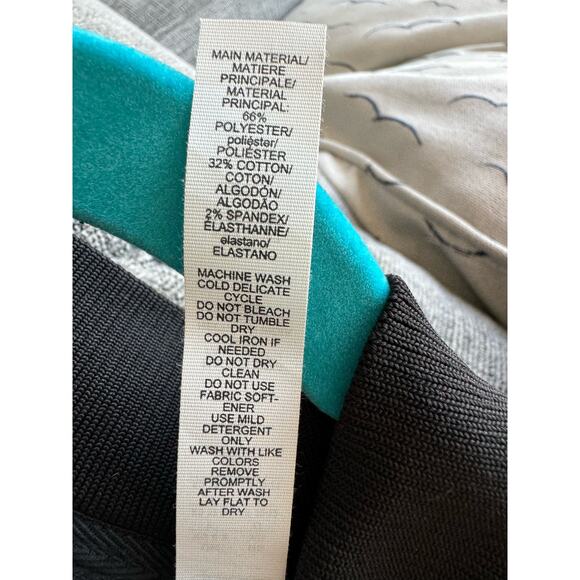 MAIN MATERIAL/
MATIERE
PRINCIPALE/
MATERIAL
PRINCIPAL:
66%
POLYESTER/
poliéster/
POLIÉSTER
32% COTTON/
COTON/
ALGODÓN/
ALGODÃO
2% SPANDEX/
ÉLASTHANNE/
elastano/
ELASTANO
MACHINE WASH
COLD DELICATE
CYCLE
DO NOT BLEACH
DO NOT TUMBLE
DRY
COOL IRON IF
NEEDED
DO NOT DRY
CLEAN
DO NOT USE
FABRIC SOFT-
ENER
USE MILD
DETERGENT
ONLY
WASH WITH LIKE
COLORS
REMOVE
PROMPTLY
AFTER WASH
LAY FLAT TO
DRY